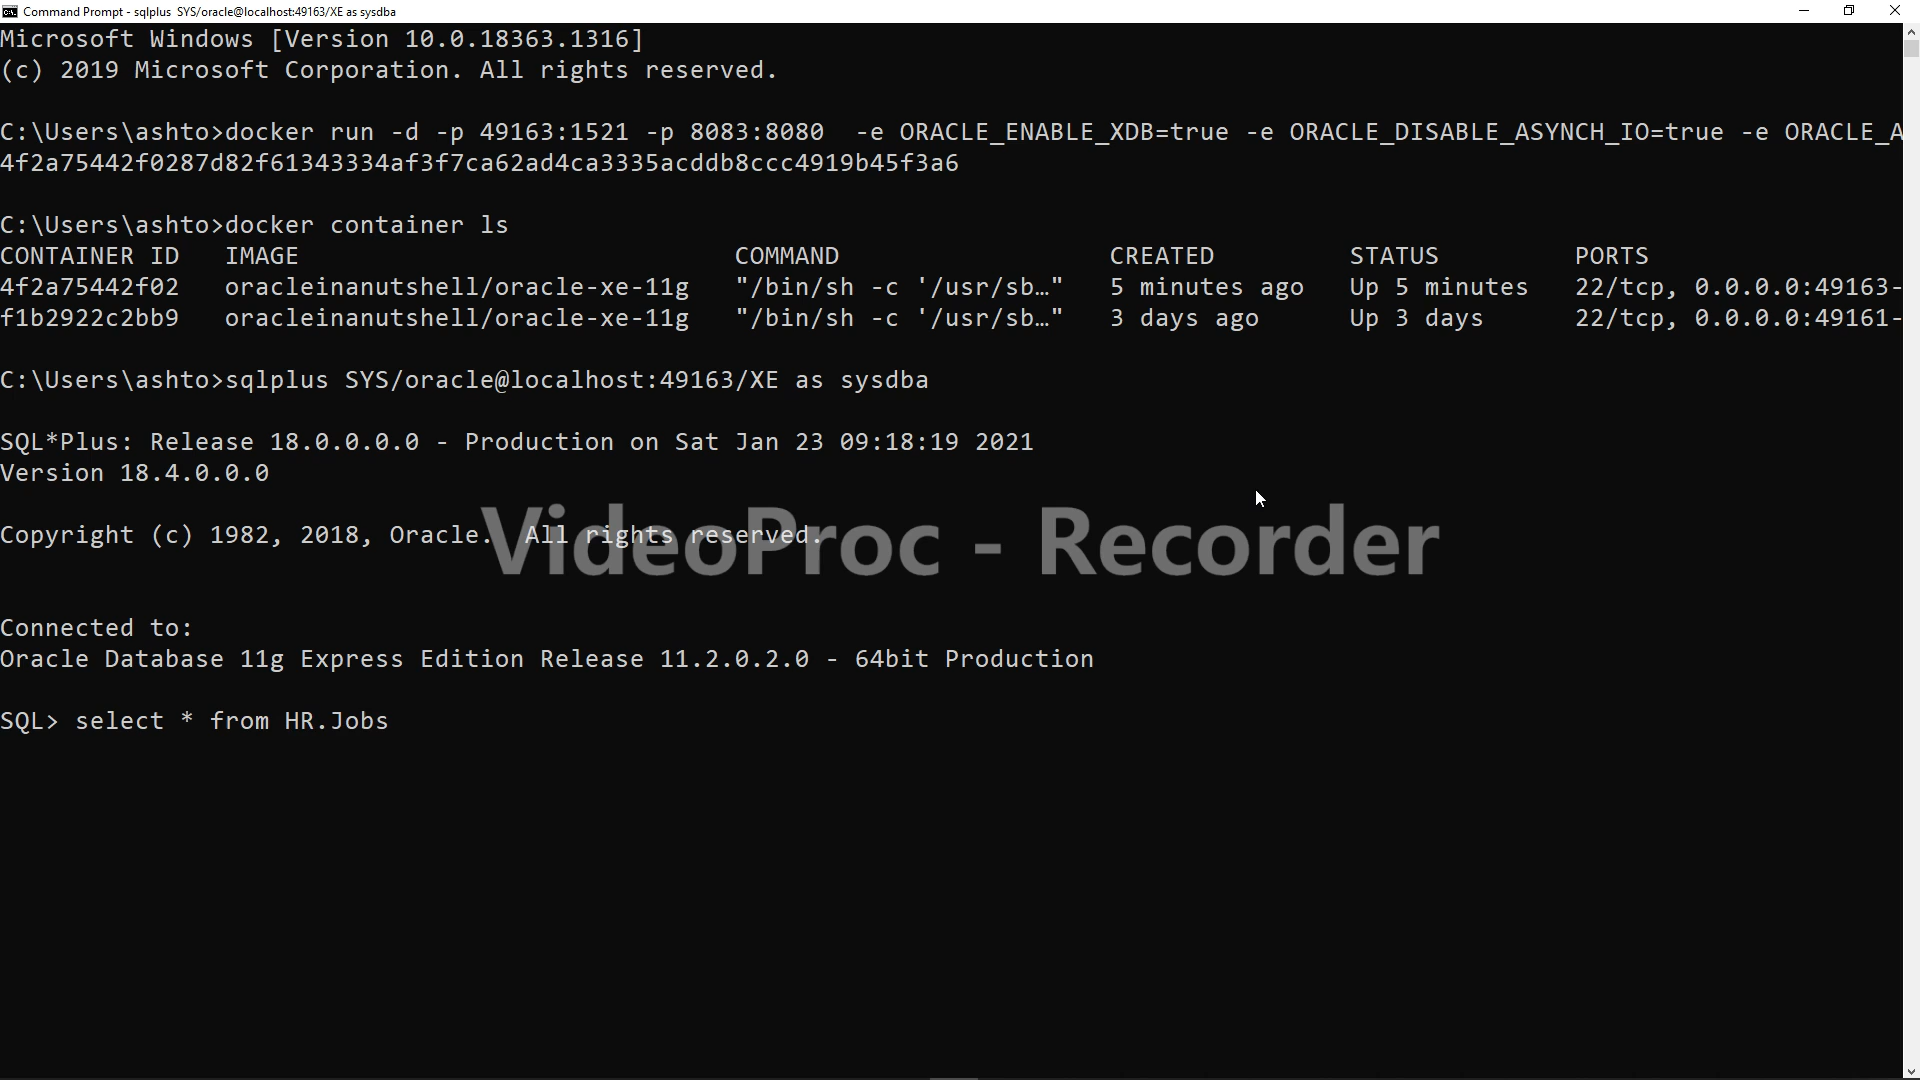 Command Prompt - sqlplus  SYS/oracle@localhost:49163/XE as sysdba
Microsoft Windows [Version 10.0.18363.1316]
(c) 2019 Microsoft Corporation. All rights reserved.
C:\Users\ashto>docker run -d -p 49163:1521 -p 8083:8080  -e ORACLE_ENABLE_XDB=true -e ORACLE_DISABLE_ASYNCH_IO=true -e ORACLE_A
4f2a75442f0287d82f61343334af3f7ca62ad4ca3335acddb8ccc4919b45f3a6
C:\Users\ashto>docker container ls
CONTAINER ID   IMAGE                             COMMAND                  CREATED         STATUS         PORTS
4f2a75442f02   oracleinanutshell/oracle-xe-11g   "/bin/sh -c '/usr/sb…"   5 minutes ago   Up 5 minutes   22/tcp, 0.0.0.0:49163-
f1b2922c2bb9   oracleinanutshell/oracle-xe-11g   "/bin/sh -c '/usr/sb…"   3 days ago      Up 3 days      22/tcp, 0.0.0.0:49161-
C:\Users\ashto>sqlplus SYS/oracle@localhost:49163/XE as sysdba
SQL*Plus: Release 18.0.0.0.0 - Production on Sat Jan 23 09:18:19 2021
Version 18.4.0.0.0
Copyright (c) 1982, 2018, Oracle.  All rights reserved.
VideoProc - Recorder
Connected to:
Oracle Database 11g Express Edition Release 11.2.0.2.0 - 64bit Production
SQL> select * from HR.Jobs